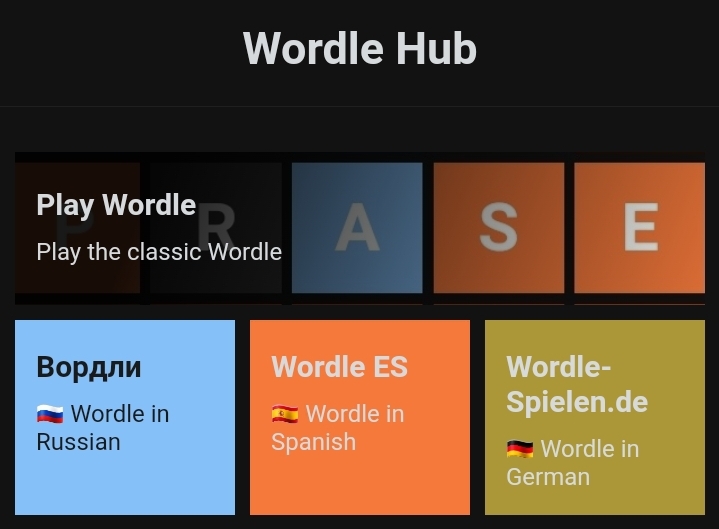 Wordle Hub
P R A S E
Play Wordle
Play the classic Wordle
Вордли
🇷🇺 Wordle in
Russian
Wordle ES
🇪🇸 Wordle in
Spanish
Wordle-
Spielen.de
🇩🇪 Wordle in
German